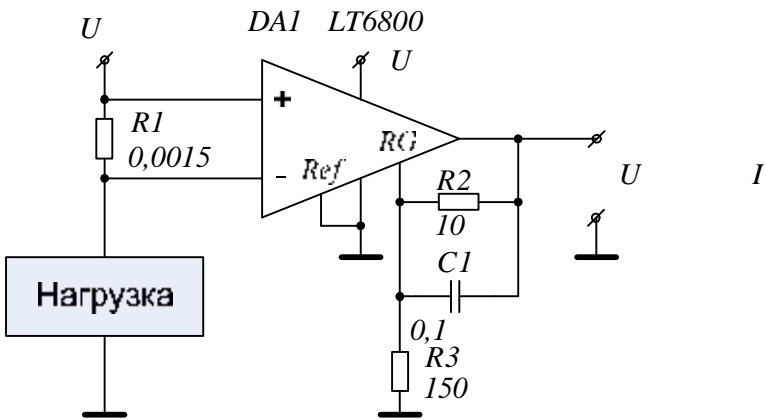 U DA1 LT6800
U
R1
0,0015
+
-
Ref
RG
R2
10
C1
0,1
R3
150
U I
Нагрузка